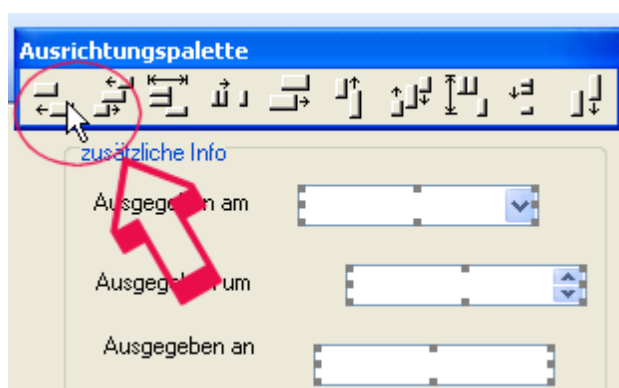 Ausrichtungspalette
zusätzliche Info
Ausgegeben am
Ausgegeben um
Ausgegeben an